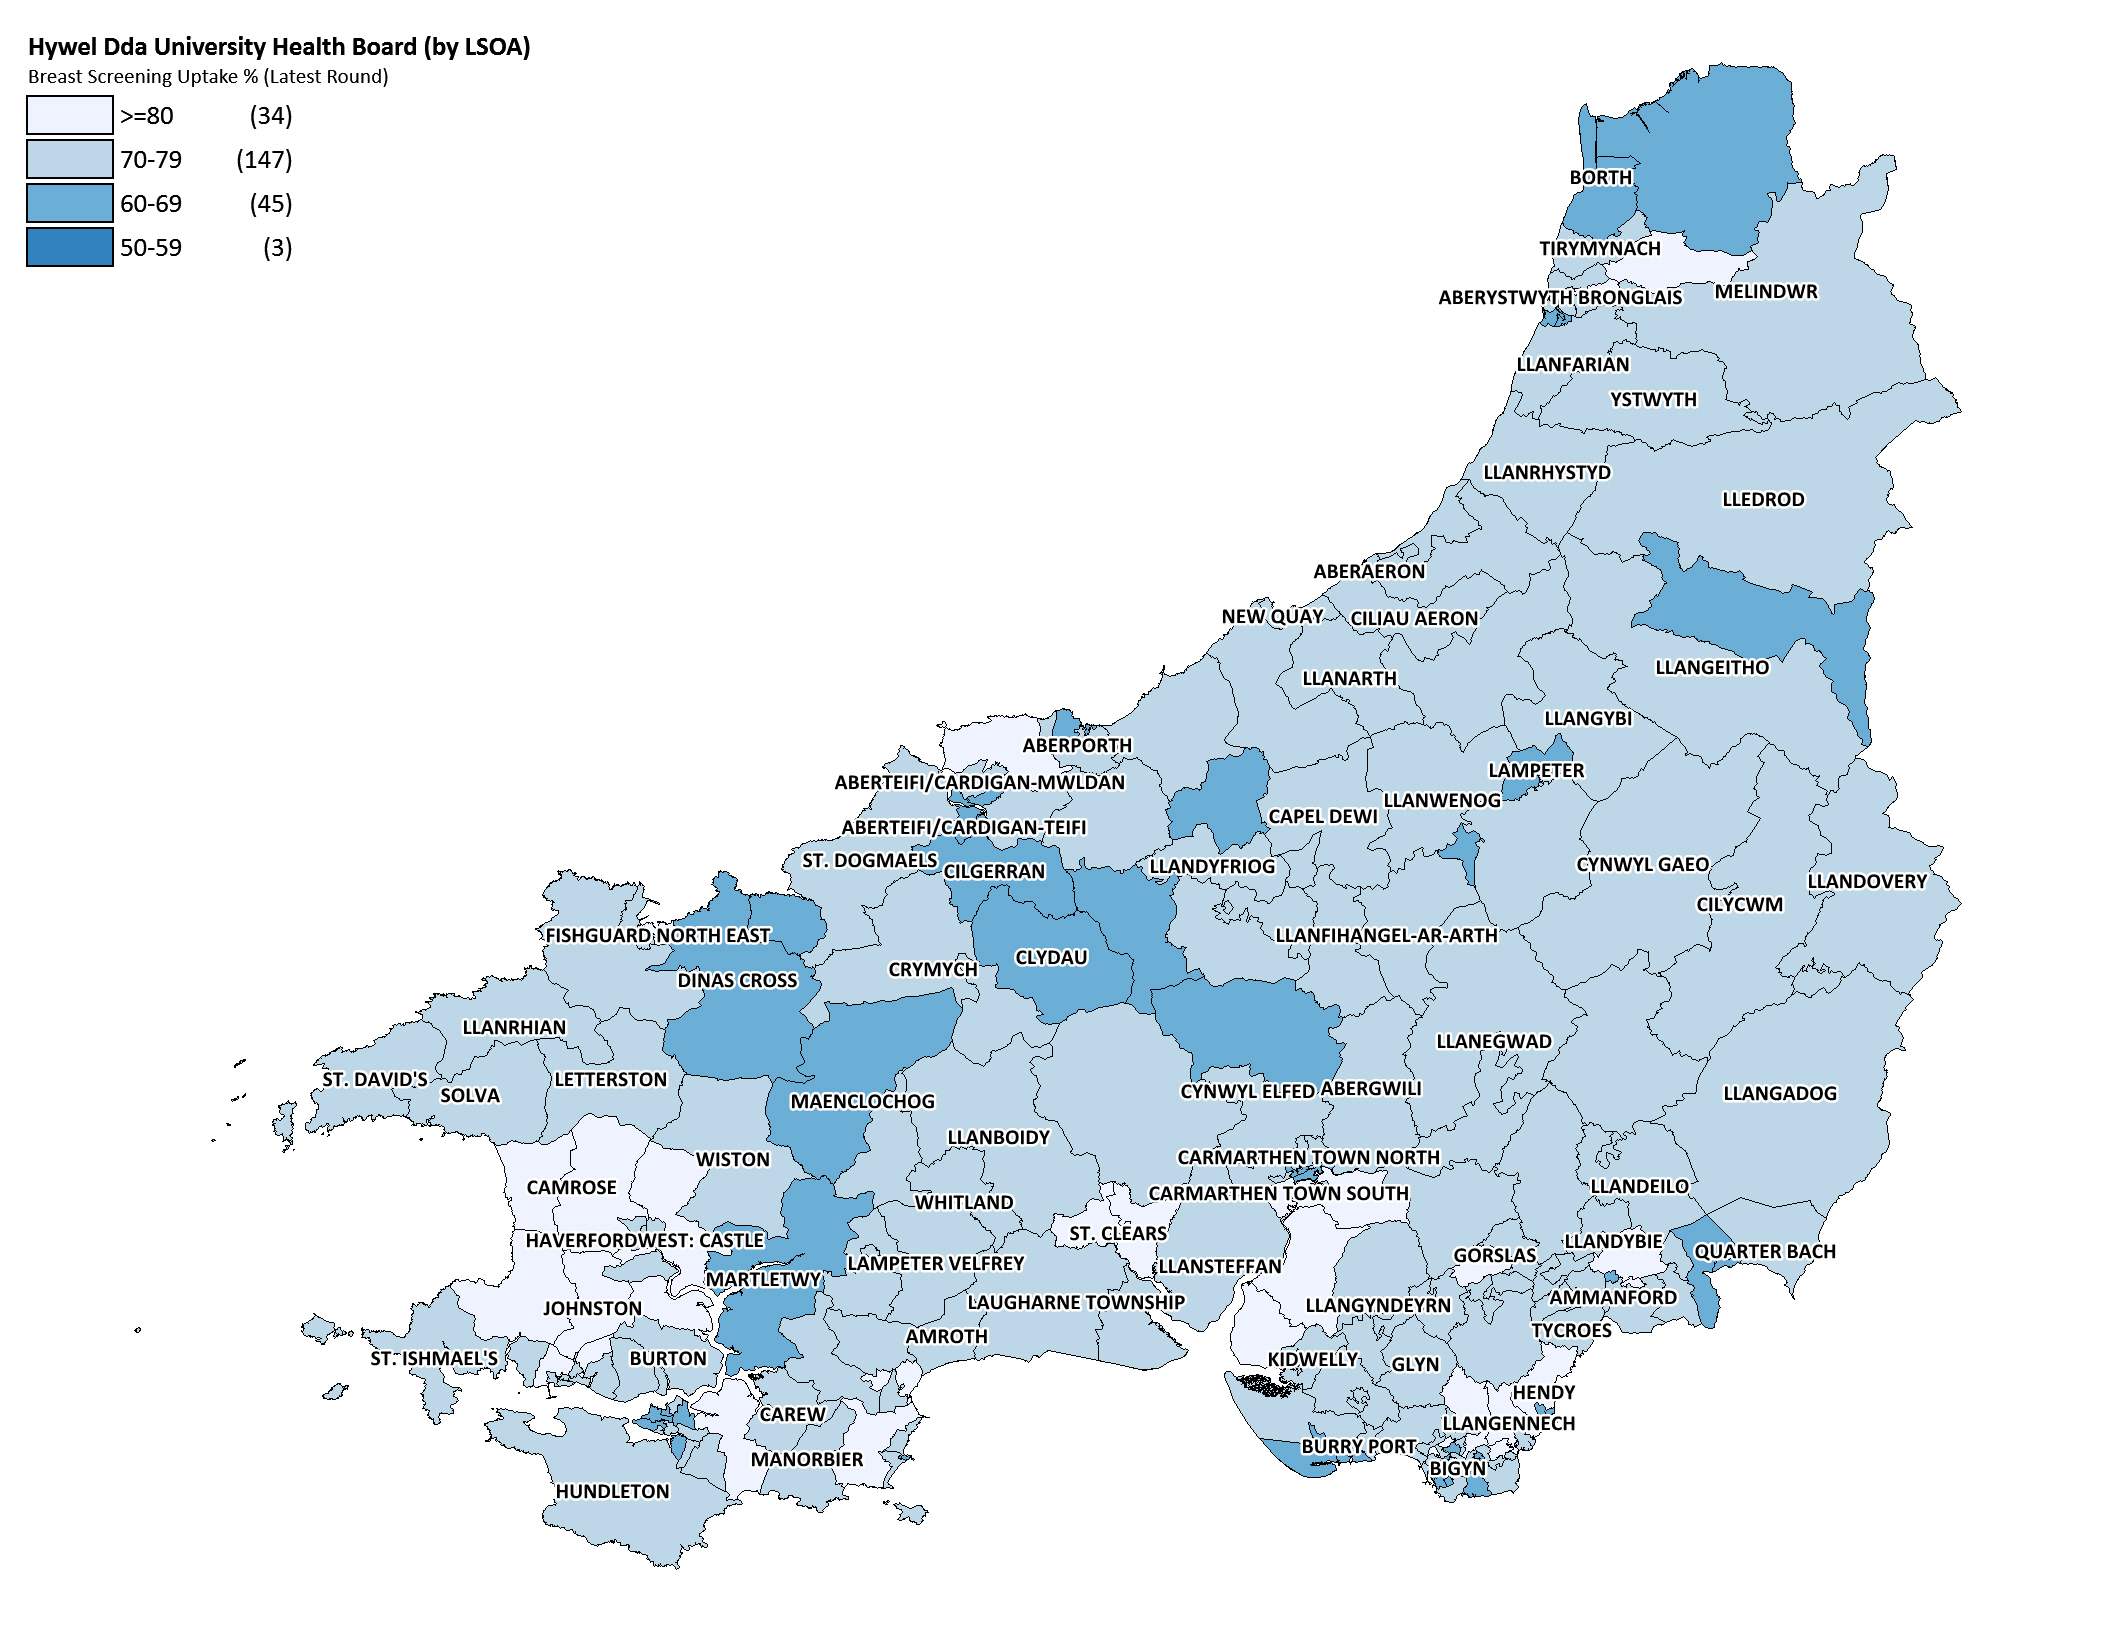 Hywel Dda University Health Board (by LSOA)
Breast Screening Uptake % (Latest Round)
>=80 (34)
70-79 (147)
60-69 (45)
50-59 (3)
BORTH
TIRYMYNACH
MELINDWR
ABERYSTWYTH BRONGLAIS
LLANFARIAN
YSTWYTH
LLANRHYSTYD
LLEDROD
ABERAERON
NEW QUAY
CILIAU AERON
LLANGEITHO
LLANARTH
LLANGYBI
ABERPORTH
LAMPETER
ABERTEIFI/CARDIGAN-MWLDAN
LLANWENOG
CAPEL DEWI
ABERTEIFI/CARDIGAN-TEIFI
ST. DOGMAELS
CILGERRAN
LLANDYFRIOG
CYNWYL GAEO
LLANDOVERY
CILYCWM
FISHGUARD NORTH EAST
LLANFIHANGEL-AR-ARTH
CLYDAU
CRYMYCH
DINAS CROSS
LLANRHIAN
LLANEGWAD
ST. DAVID'S
LETTERSTON
SOLVA
CYNWYL ELFED
ABERGWILI
LLANGADOG
MAENCLOCHOG
LLANBOIDY
WISTON
CARMARTHEN TOWN NORTH
CAMROSE
LLANDEILO
CARMARTHEN TOWN SOUTH
WHITLAND
ST. CLEARS
HAVERFORDWEST: CASTLE
LLANDYBIE
QUARTER BACH
GORSLAS
LAMPETER VELFREY
LLANSTEFFAN
MARTLETWY
AMMANFORD
LAUGHARNE TOWNSHIP
LLANGYNDEYRN
JOHNSTON
TYCROES
AMROTH
ST. ISHMAEL'S
BURTON
KIDWELLY
GLYN
HENDY
CAREW
LLANGENNECH
BURRY PORT
MANORBIER
BIGYN
HUNDLETON